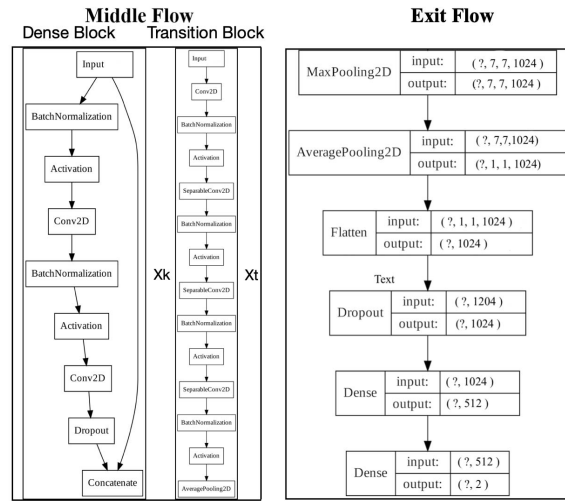 Middle Flow
Dense Block
Input
BatchNormalization
Activation
Conv2D
BatchNormalization
Activation
Conv2D
Dropout
Concatenate
Xk
Transition Block
Input
Conv2D
BatchNormalization
Activation
SeparableConv2D
BatchNormalization
Activation
SeparableConv2D
BatchNormalization
Activation
SeparableConv2D
BatchNormalization
Activation
AveragePooling2D
Xt
Exit Flow
MaxPooling2D
input: ( ?, 7, 7, 1024 )
output: ( ?, 7, 7, 1024 )
AveragePooling2D
input: ( ?, 7,7,1024)
output: ( ?, 1, 1, 1024 )
Flatten
input: ( ?, 1, 1, 1024 )
output: ( ?, 1024 )
Text
Dropout
input: ( ?, 1204 )
output: ( ?, 1024 )
Dense
input: ( ?, 1024 )
output: ( ?, 512 )
Dense
input: ( ?, 512 )
output: ( ?, 2 )